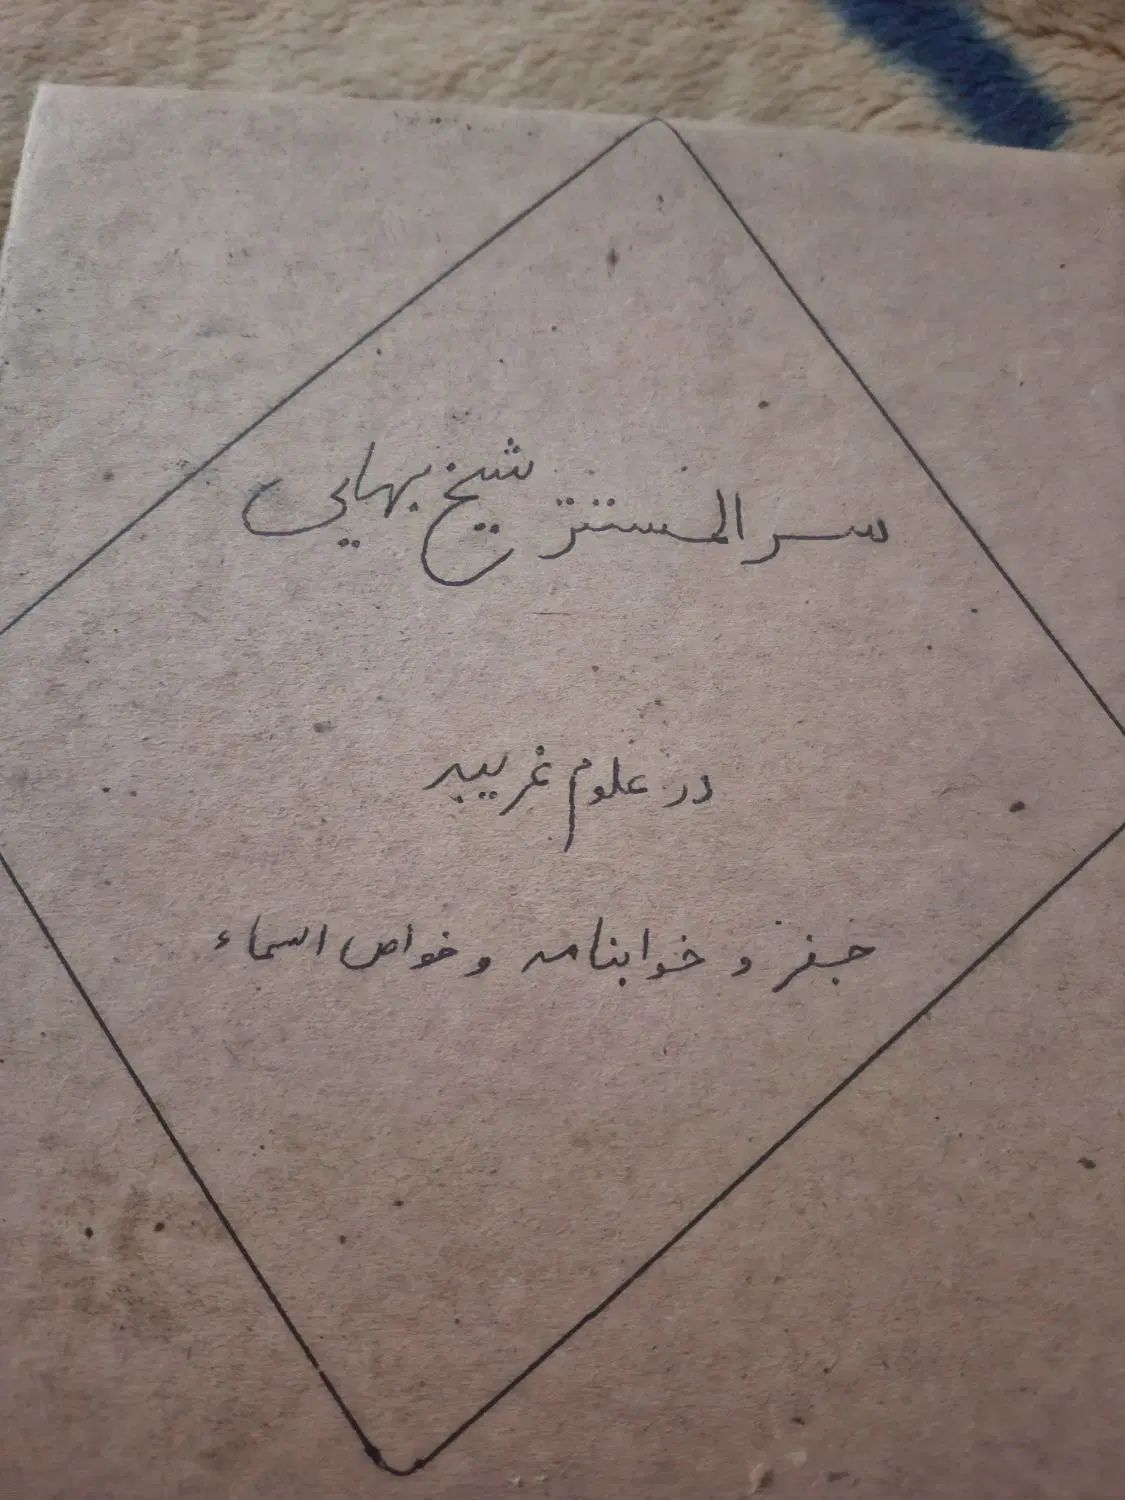 سر المستتر شیخ بهایی
در علوم غریبه
جفر و خوابنامه و خواص اسماء